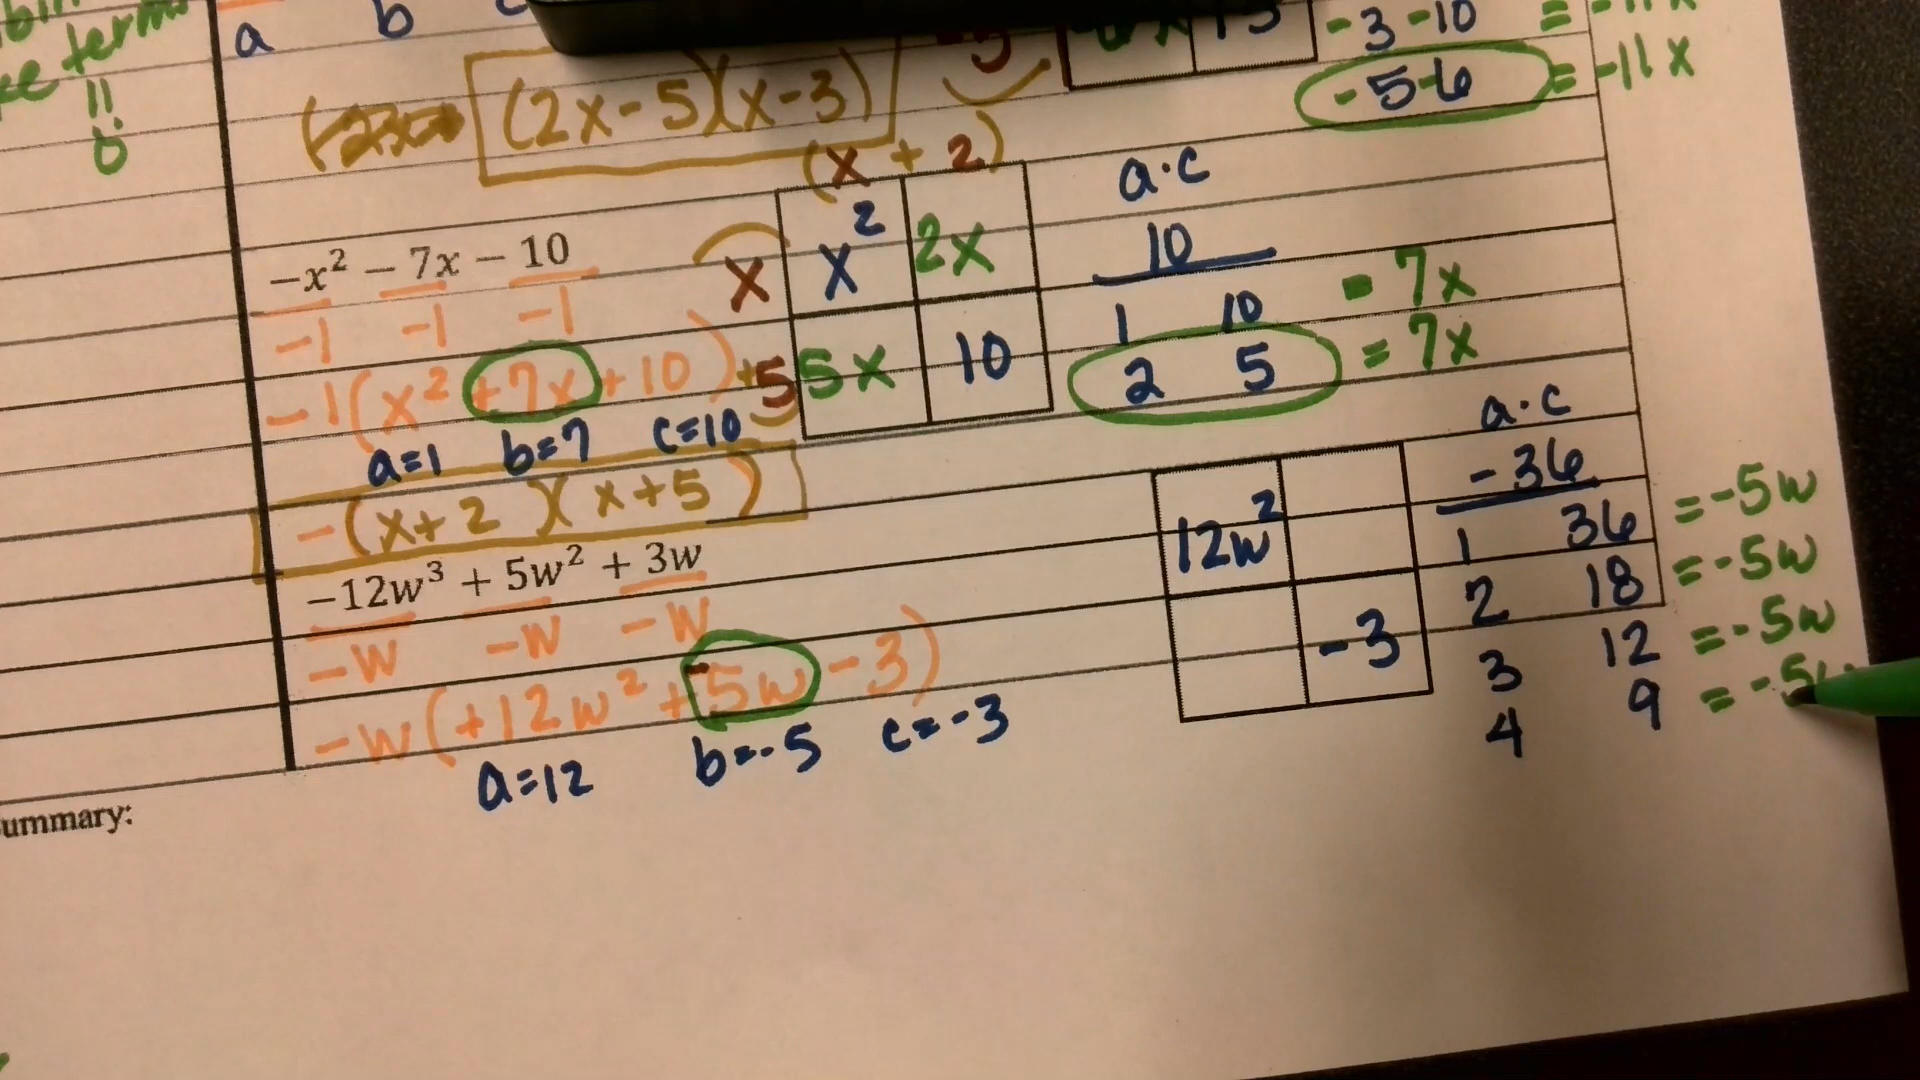 a b
(2x-5)(x-3)
-3 -10 = -11x
-5-6 = -11x
(x + 2)
a·c
10
1 10 = 7x
2 5 = 7x
−x² − 7x − 10
-1 -1 -1
-1(x² +7x +10)
a=1 b=7 c=10
x x² 2x
+5 5x 10
-(x+2)(x+5)
−12w³ + 5w² + 3w
-w -w -w
-w(+12w² -5w -3)
a=12 b=-5 c=-3
12w²
-3
a·c
-36
1 36 = -5w
2 18 = -5w
3 12 = -5w
4 9 = -5w
ummary: